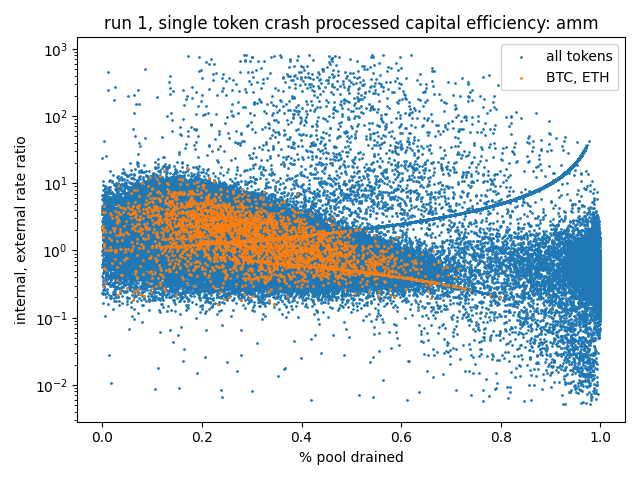 run 1, single token crash processed capital efficiency: amm
10³
10²
10¹
10⁰
10⁻¹
10⁻²
internal, external rate ratio
all tokens
BTC, ETH
0.0 0.2 0.4 0.6 0.8 1.0
% pool drained